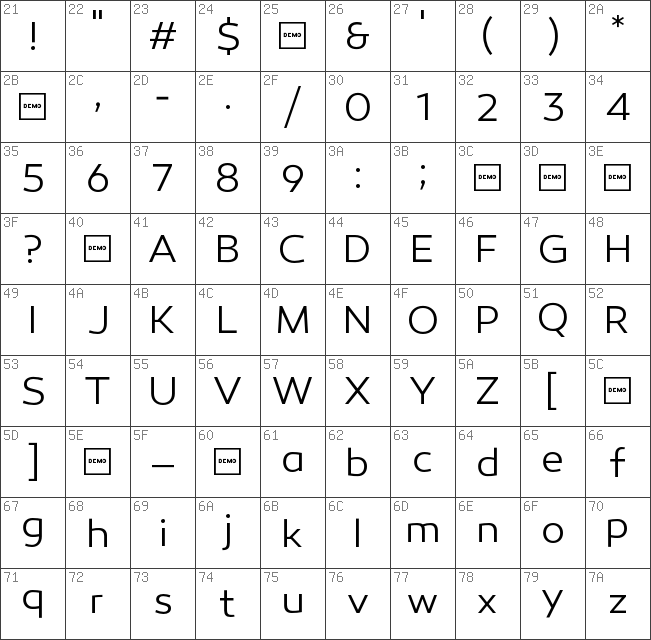 21 22 23 24 25 26 27 28 29 2A
! " # $ DEMO & ' ( ) *
2B 2C 2D 2E 2F 30 31 32 33 34
DEMO , - . / 0 1 2 3 4
35 36 37 38 39 3A 3B 3C 3D 3E
5 6 7 8 9 : ; DEMO DEMO DEMO
3F 40 41 42 43 44 45 46 47 48
? DEMO A B C D E F G H
49 4A 4B 4C 4D 4E 4F 50 51 52
I J K L M N O P Q R
53 54 55 56 57 58 59 5A 5B 5C
S T U V W X Y Z [ DEMO
5D 5E 5F 60 61 62 63 64 65 66
] DEMO _ DEMO a b c d e f
67 68 69 6A 6B 6C 6D 6E 6F 70
g h i j k l m n o p
71 72 73 74 75 76 77 78 79 7A
q r s t u v w x y z